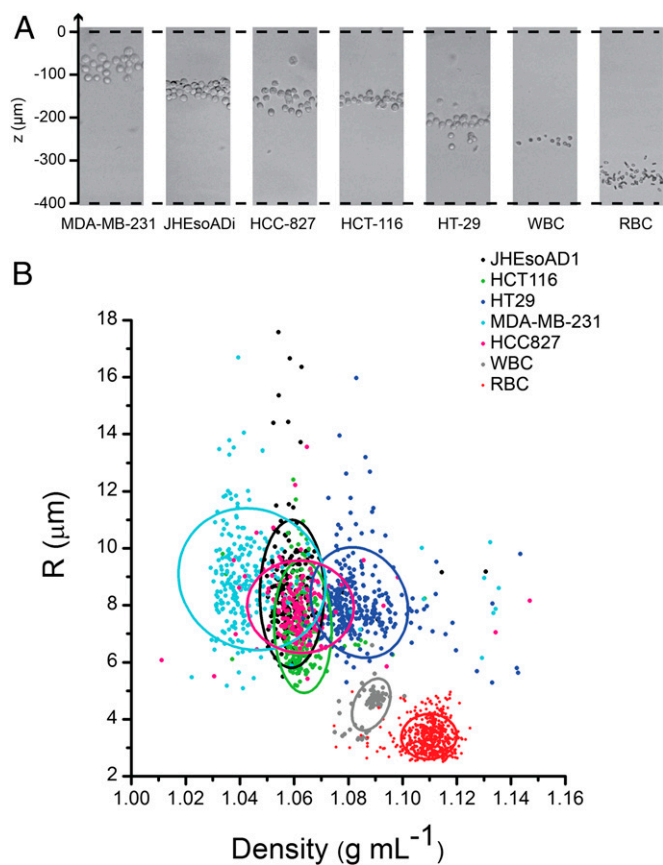 A
z (µm)
0
-100
-200
-300
-400
MDA-MB-231 JHEsoADi HCC-827 HCT-116 HT-29 WBC RBC
B
JHEsoAD1
HCT116
HT29
MDA-MB-231
HCC827
WBC
RBC
R (µm)
18
16
14
12
10
8
6
4
2
1.00 1.02 1.04 1.06 1.08 1.10 1.12 1.14 1.16
Density (g mL⁻¹)